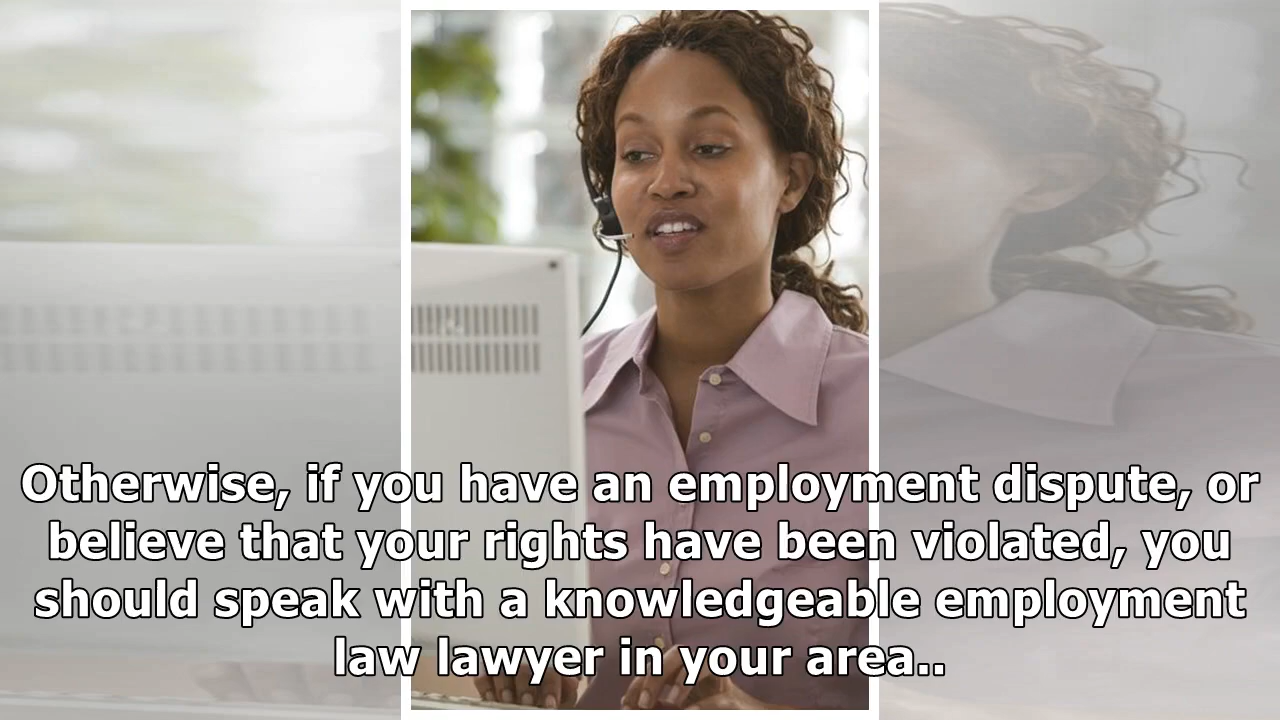 Otherwise, if you have an employment dispute, or
believe that your rights have been violated, you
should speak with a knowledgeable employment
law lawyer in your area..